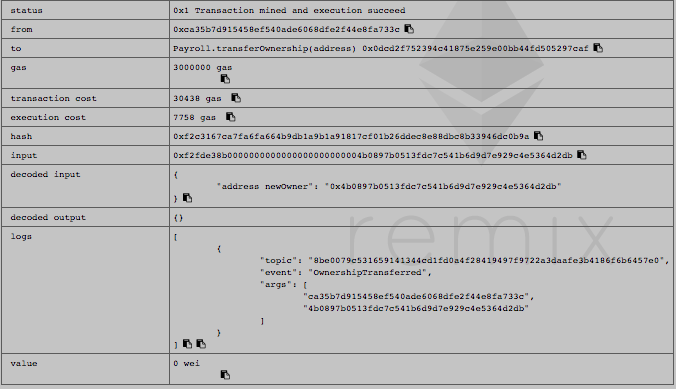 status 0x1 Transaction mined and execution succeed
from 0xca35b7d915458ef540ade6068dfe2f44e8fa733c
to Payroll.transferOwnership(address) 0x0dcd2f752394c41875e259e00bb44fd505297caf
gas 3000000 gas
transaction cost 30438 gas
execution cost 7758 gas
hash 0xf2c3167ca7fa6fa664b9db1a9b1a91817cf01b26ddec8e88dbc8b33946dc0b9a
input 0xf2fde38b0000000000000000000000004b0897b0513fdc7c541b6d9d7e929c4e5364d2db
decoded input {
"address newOwner": "0x4b0897b0513fdc7c541b6d9d7e929c4e5364d2db"
}
decoded output {}
logs [
{
"topic": "8be0079c531659141344cd1fd0a4f28419497f9722a3daafe3b4186f6b6457e0",
"event": "OwnershipTransferred",
"args": [
"ca35b7d915458ef540ade6068dfe2f44e8fa733c",
"4b0897b0513fdc7c541b6d9d7e929c4e5364d2db"
]
}
]
value 0 wei
remix